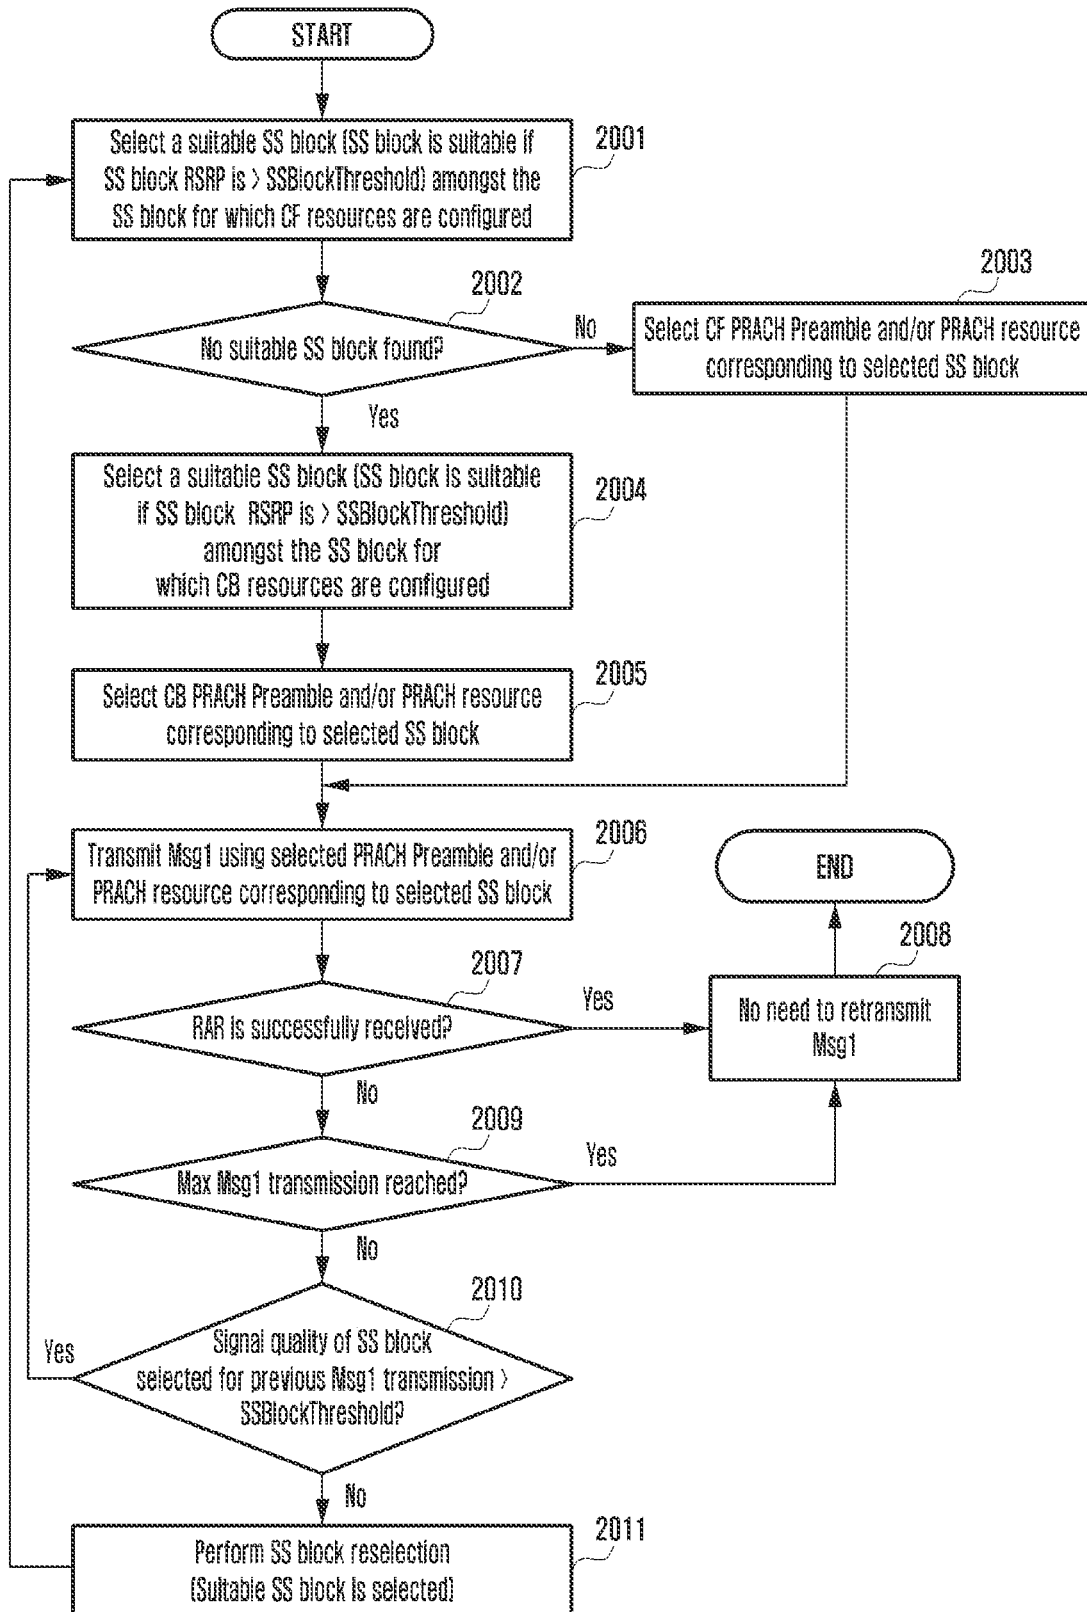 START
Select a suitable SS block (SS block is suitable if
SS block RSRP is > SSBlockThreshold) amongst the
SS block for which CF resources are configured
2001
2002
No suitable SS block found?
No
2003
Select CF PRACH Preamble and/or PRACH resource
corresponding to selected SS block
Yes
Select a suitable SS block (SS block is suitable
if SS block RSRP is > SSBlockThreshold)
amongst the SS block for
which CB resources are configured
2004
Select CB PRACH Preamble and/or PRACH resource
corresponding to selected SS block
2005
Transmit Msg1 using selected PRACH Preamble and/or
PRACH resource corresponding to selected SS block
2006
END
2007
RAR is successfully received?
Yes
2008
No need to retransmit
Msg1
No
2009
Max Msg1 transmission reached?
Yes
No
2010
Signal quality of SS block
selected for previous Msg1 transmission >
SSBlockThreshold?
Yes
No
Perform SS block reselection
(Suitable SS block is selected)
2011